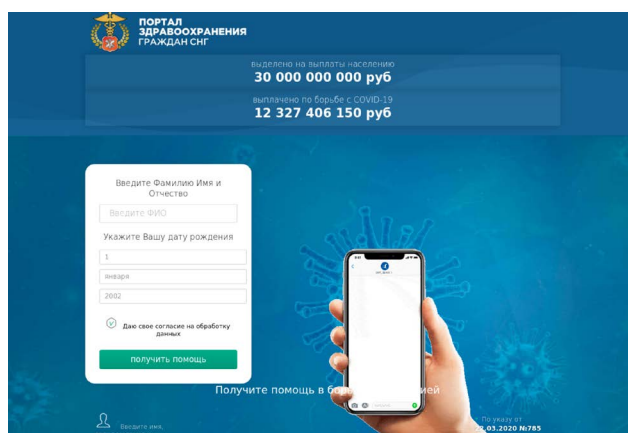 ПОРТАЛ
ЗДРАВООХРАНЕНИЯ
ГРАЖДАН СНГ
выделено на выплаты населению
30 000 000 000 руб
выплачено по борьбе с COVID-19
12 327 406 150 руб
Введите Фамилию Имя и
Отчество
Введите ФИО
Укажите Вашу дату рождения
1
января
2002
Даю свое согласие на обработку
данных
получить помощь
Получите помощь в
ией
Введите имя,
По указу от
.03.2020 №785